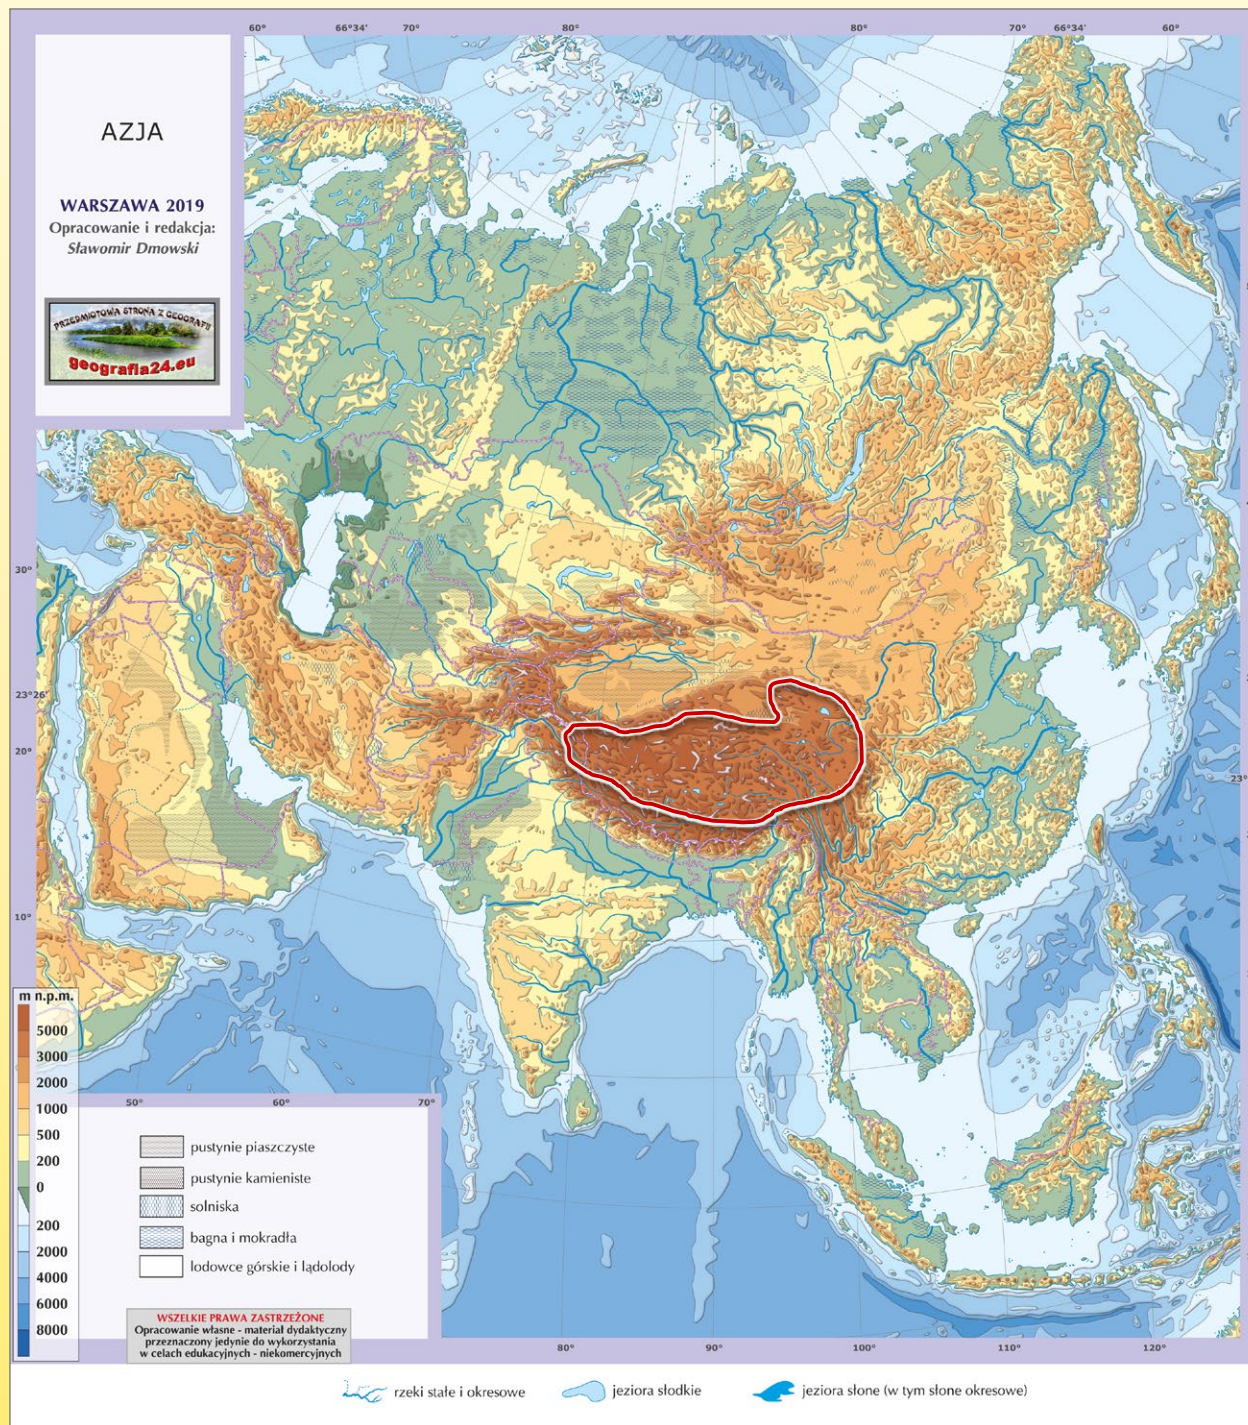 60°
66°34'
70°
80°
80°
70°
66°34'
60°
AZJA
WARSZAWA 2019
Opracowanie i redakcja:
Sławomir Dmowski
PRZEDMIOTOWA STRONA Z GEOGRAFII
geografia24.eu
30°
23°26'
20°
10°
m n.p.m.
5000
3000
2000
1000
500
200
0
200
2000
4000
6000
8000
50°
60°
70°
pustynie piaszczyste
pustynie kamieniste
solniska
bagna i mokradła
lodowce górskie i lądolody
WSZELKIE PRAWA ZASTRZEŻONE
Opracowanie własne - materiał dydaktyczny
przeznaczony jedynie do wykorzystania
w celach edukacyjnych - niekomercyjnych
80°
90°
100°
110°
120°
rzeki stałe i okresowe
jeziora słodkie
jeziora słone (w tym słone okresowe)